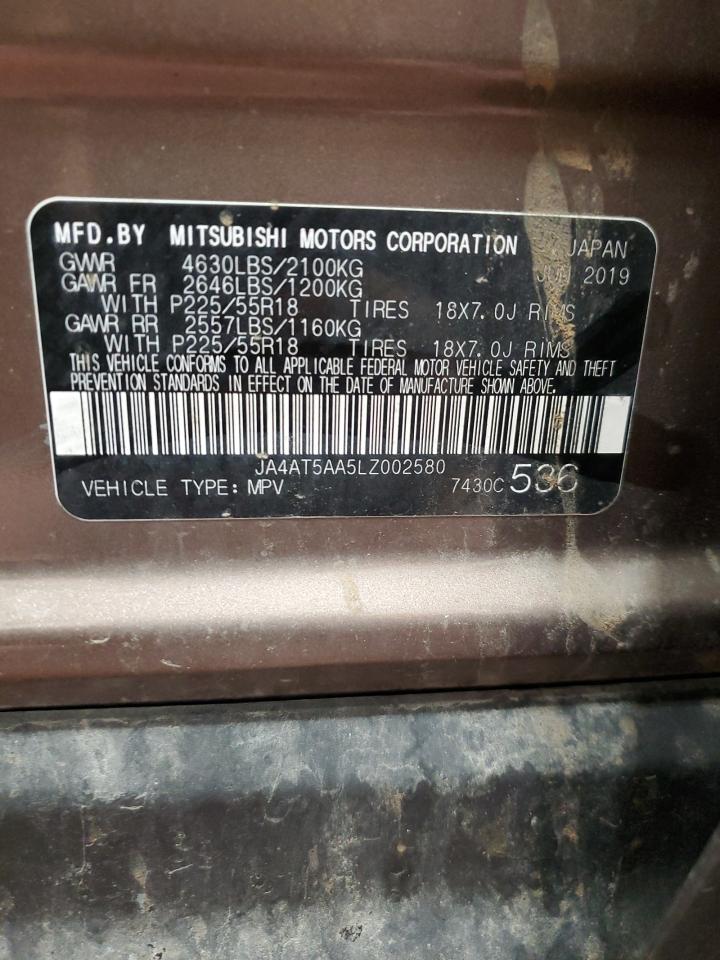 MFD.BY MITSUBISHI MOTORS CORPORATION JAPAN
GVWR 4630LBS/2100KG JUN 2019
GAWR FR 2646LBS/1200KG
WITH P225/55R18 TIRES 18X7.0J RIMS
GAWR RR 2557LBS/1160KG
WITH P225/55R18 TIRES 18X7.0J RIMS
THIS VEHICLE CONFORMS TO ALL APPLICABLE FEDERAL MOTOR VEHICLE SAFETY AND THEFT
PREVENTION STANDARDS IN EFFECT ON THE DATE OF MANUFACTURE SHOWN ABOVE.
JA4AT5AA5LZ002580
VEHICLE TYPE: MPV 7430C 536